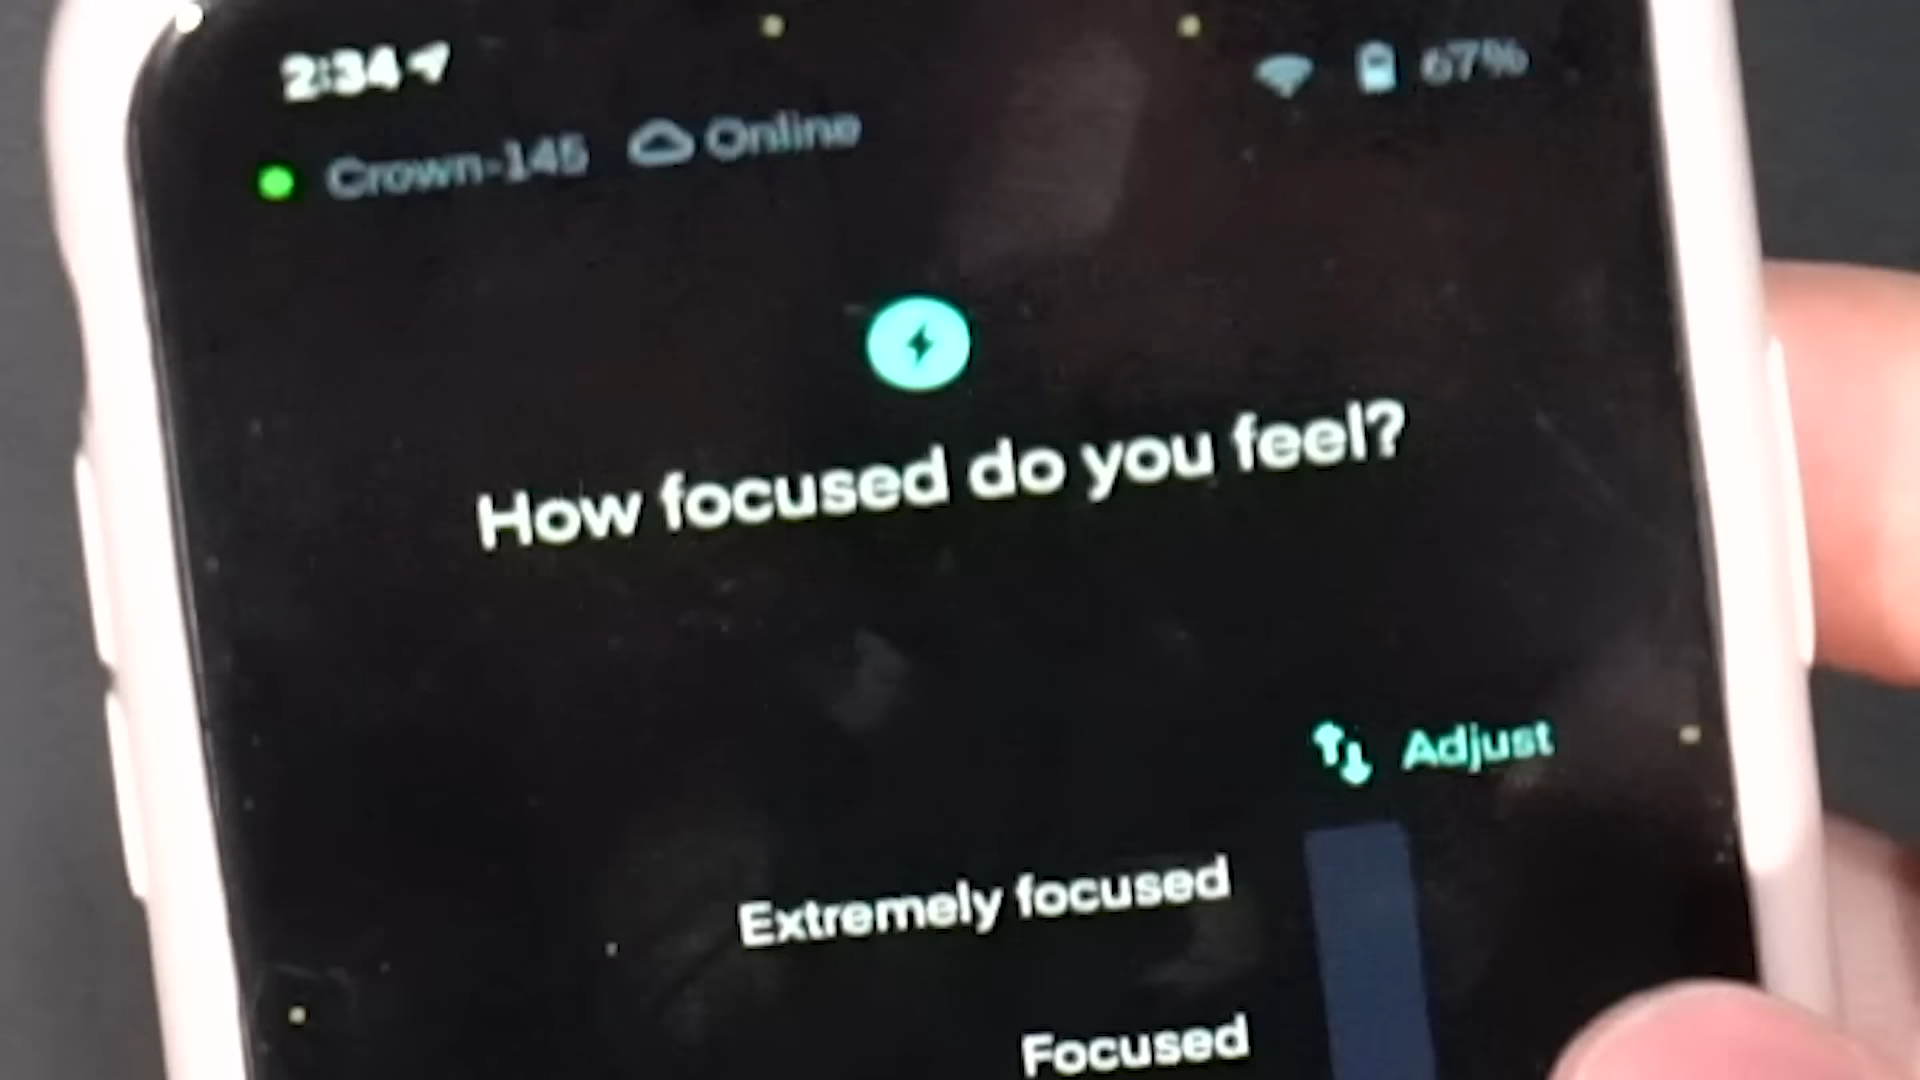 2:34
67%
Crown-145 Online
How focused do you feel?
Adjust
Extremely focused
Focused